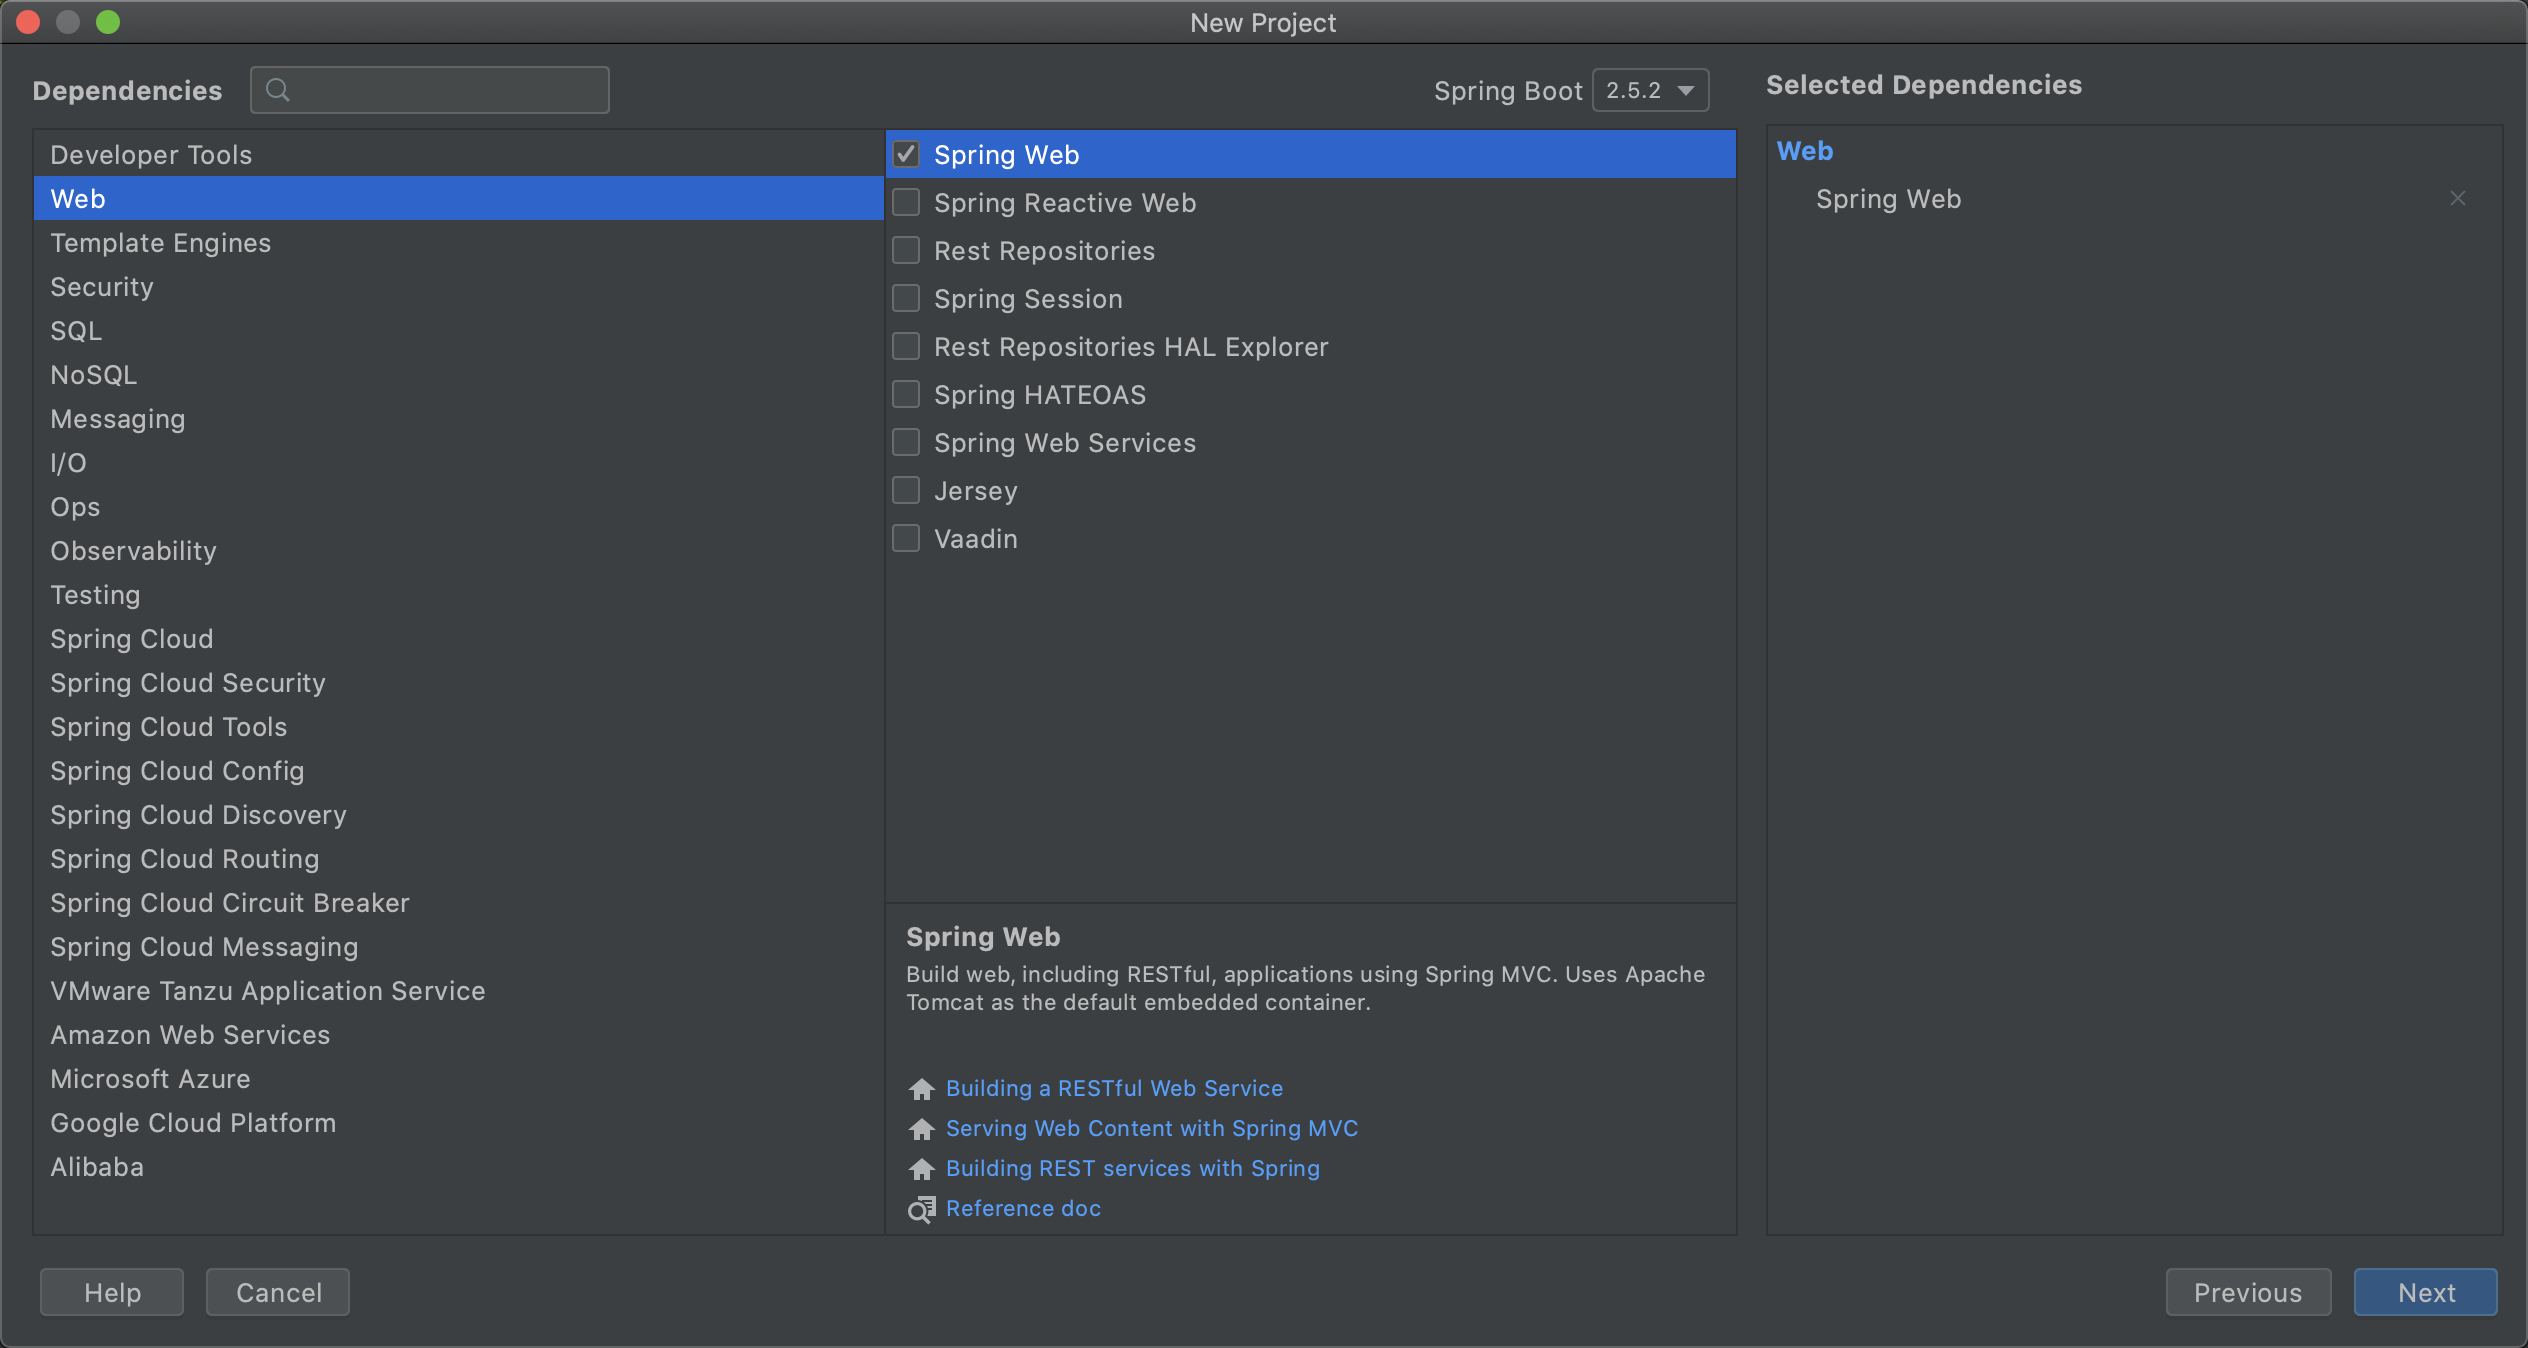 New Project
Dependencies
Spring Boot 2.5.2
Selected Dependencies
Developer Tools
Web
Template Engines
Security
SQL
NoSQL
Messaging
I/O
Ops
Observability
Testing
Spring Cloud
Spring Cloud Security
Spring Cloud Tools
Spring Cloud Config
Spring Cloud Discovery
Spring Cloud Routing
Spring Cloud Circuit Breaker
Spring Cloud Messaging
VMware Tanzu Application Service
Amazon Web Services
Microsoft Azure
Google Cloud Platform
Alibaba
Spring Web
Spring Reactive Web
Rest Repositories
Spring Session
Rest Repositories HAL Explorer
Spring HATEOAS
Spring Web Services
Jersey
Vaadin
Spring Web
Build web, including RESTful, applications using Spring MVC. Uses Apache
Tomcat as the default embedded container.
Building a RESTful Web Service
Serving Web Content with Spring MVC
Building REST services with Spring
Reference doc
Web
Spring Web
Help
Cancel
Previous
Next